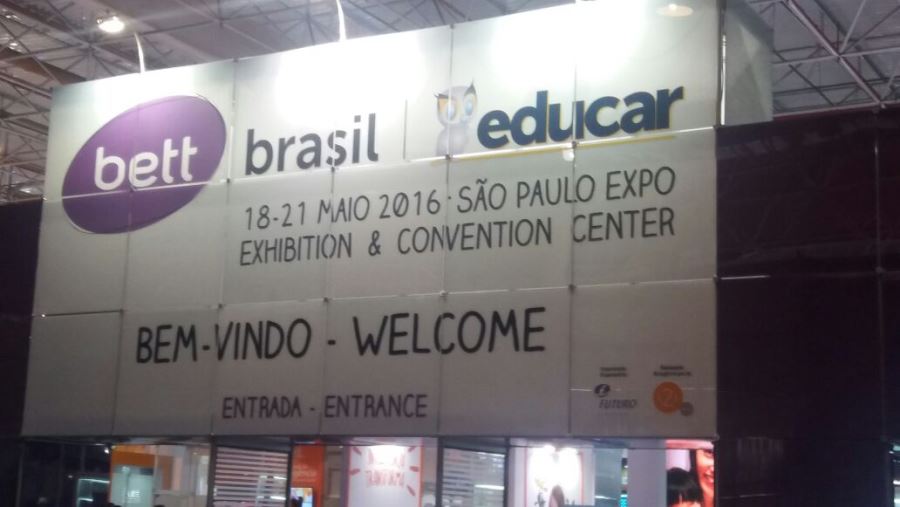 bett brasil educar
18-21 MAIO 2016 · SÃO PAULO EXPO
EXHIBITION & CONVENTION CENTER
BEM-VINDO - WELCOME
ENTRADA - ENTRANCE
FUTURO